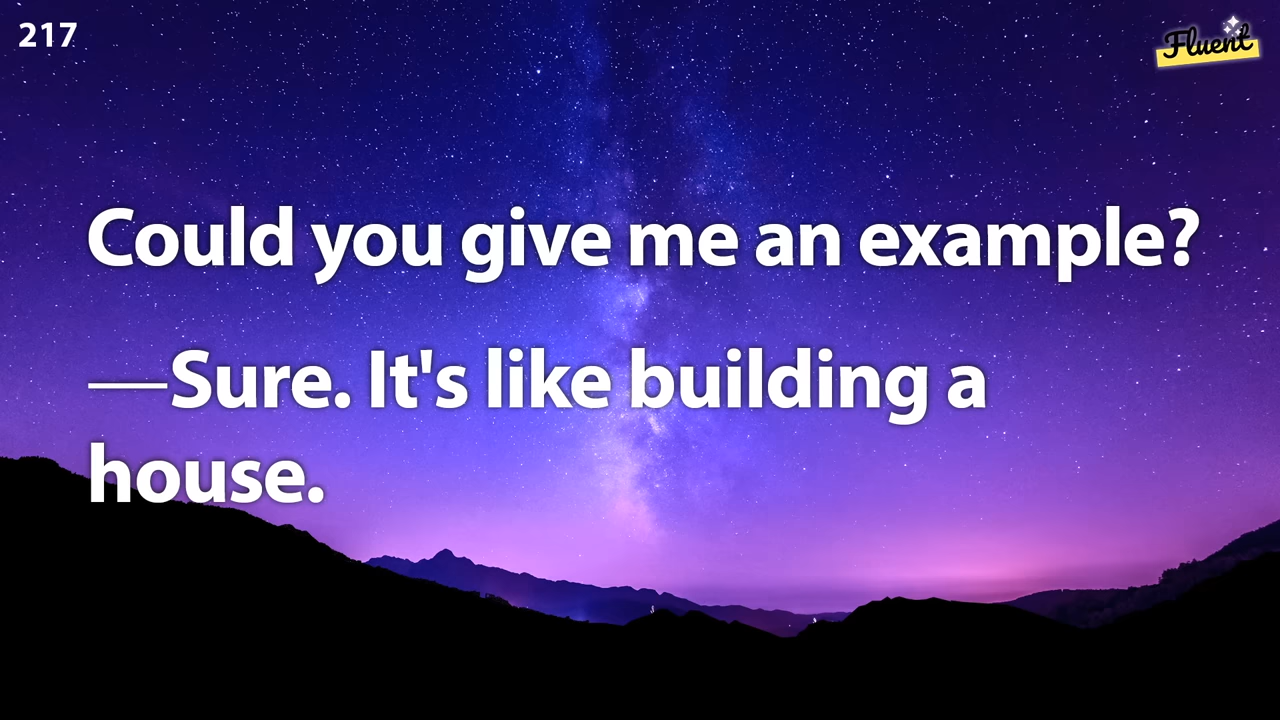 217
Fluent
Could you give me an example?
—Sure. It's like building a
house.